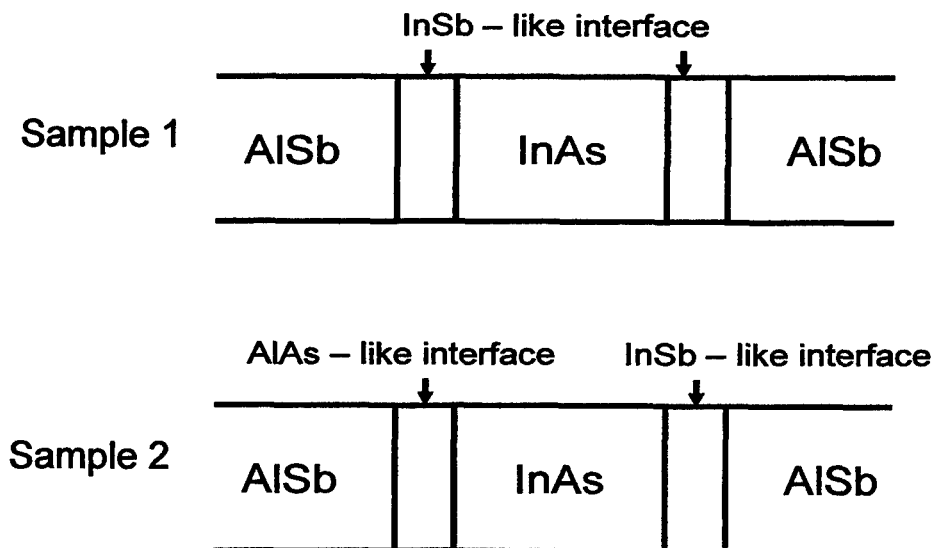 InSb – like interface
Sample 1
AlSb InAs AlSb
AlAs – like interface InSb – like interface
Sample 2
AlSb InAs AlSb